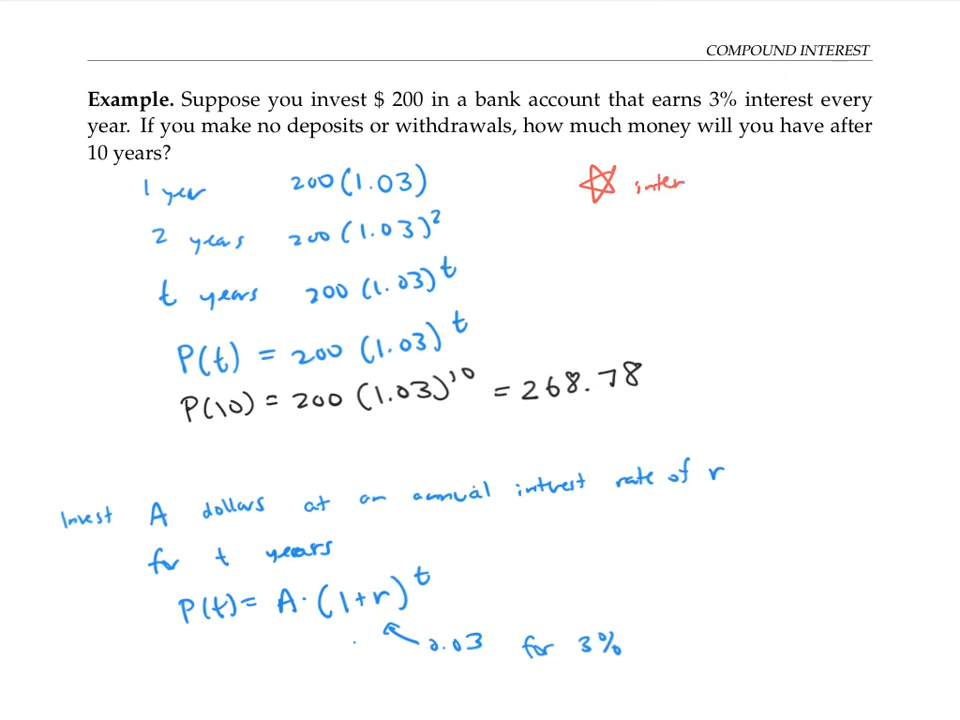 COMPOUND INTEREST
Example. Suppose you invest $ 200 in a bank account that earns 3% interest every
year. If you make no deposits or withdrawals, how much money will you have after
10 years?
1 year 200(1.03) ☆ inter
2 years 200(1.03)²
t years 200(1.03)^t
P(t) = 200(1.03)^t
P(10) = 200(1.03)¹⁰ = 268.78
Invest A dollars at an annual interest rate of r
for t years
P(t) = A·(1+r)^t
0.03 for 3%